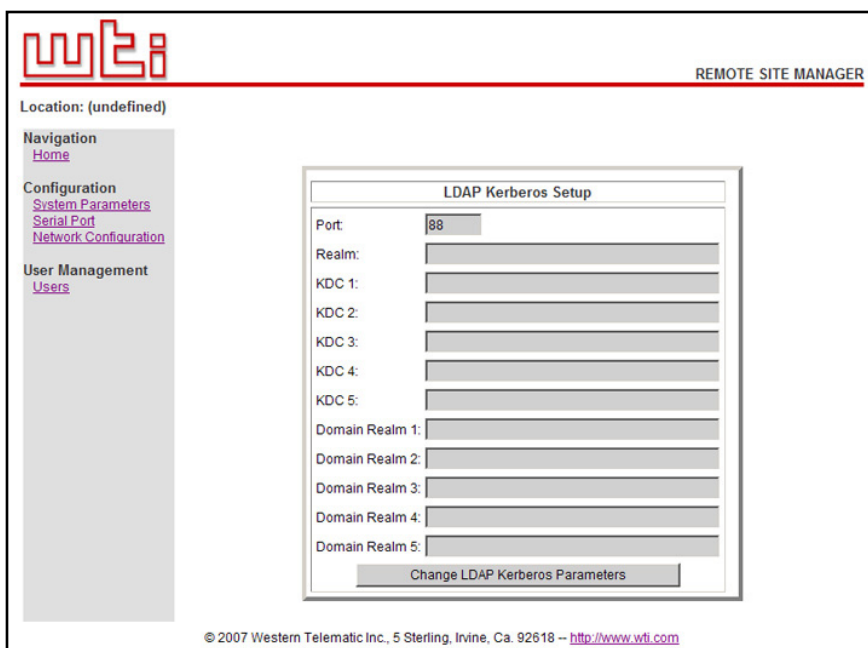 wti
REMOTE SITE MANAGER
Location: (undefined)
Navigation
Home
Configuration
System Parameters
Serial Port
Network Configuration
User Management
Users
LDAP Kerberos Setup
Port: 88
Realm:
KDC 1:
KDC 2:
KDC 3:
KDC 4:
KDC 5:
Domain Realm 1:
Domain Realm 2:
Domain Realm 3:
Domain Realm 4:
Domain Realm 5:
Change LDAP Kerberos Parameters
© 2007 Western Telematic Inc., 5 Sterling, Irvine, Ca. 92618 -- http://www.wti.com